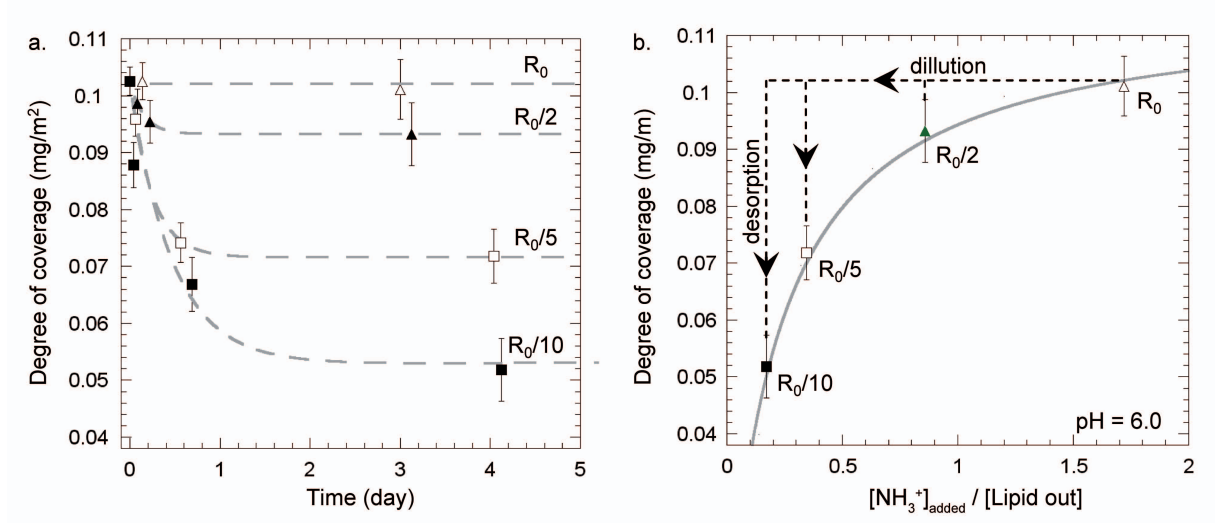 a.
0.11
0.1
0.09
0.08
0.07
0.06
0.05
0.04
Degree of coverage (mg/m²)
R₀
R₀/2
R₀/5
R₀/10
0 1 2 3 4 5
Time (day)
b.
0.11
0.1
0.09
0.08
0.07
0.06
0.05
0.04
Degree of coverage (mg/m)
dillution
desorption
R₀
R₀/2
R₀/5
R₀/10
pH = 6.0
0 0.5 1 1.5 2
[NH₃⁺]added / [Lipid out]